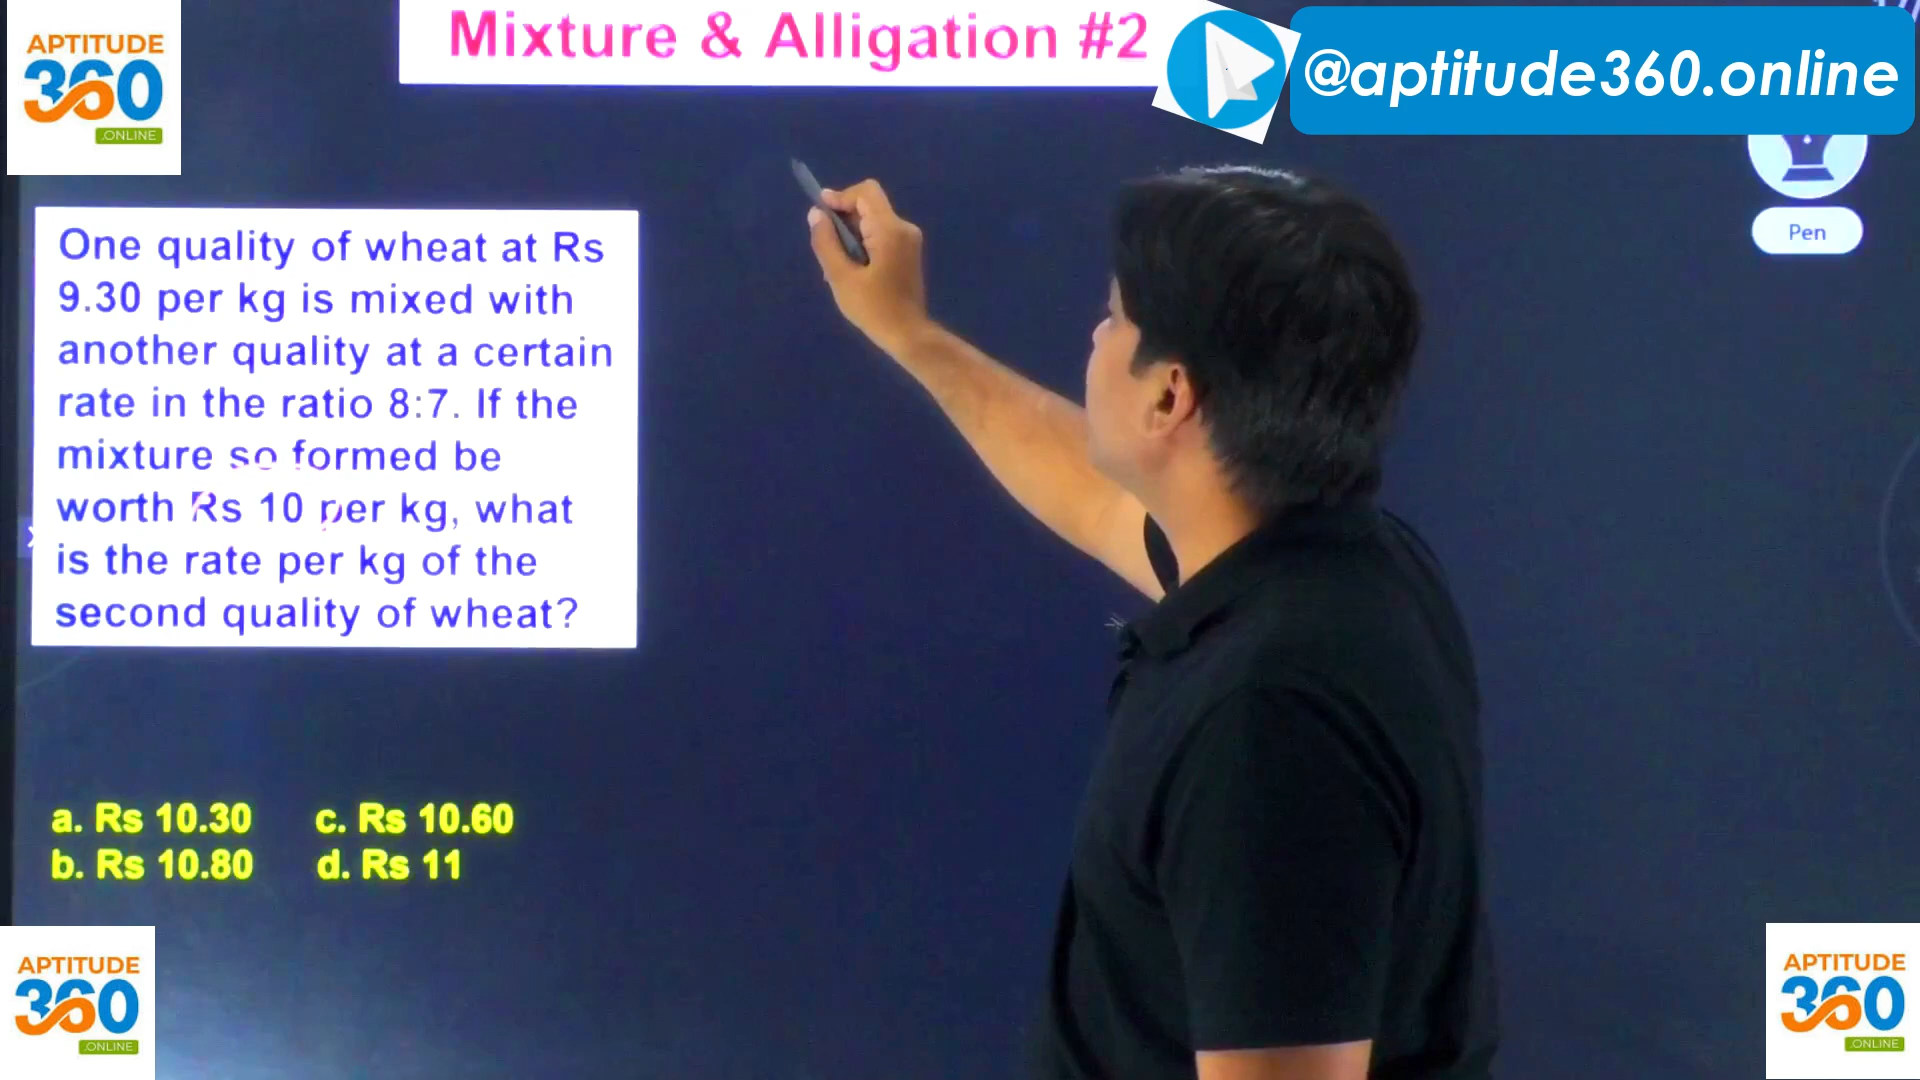 APTITUDE
360
.ONLINE
Mixture & Alligation #2
@aptitude360.online
Pen
One quality of wheat at Rs
9.30 per kg is mixed with
another quality at a certain
rate in the ratio 8:7. If the
mixture so formed be
worth Rs 10 per kg, what
is the rate per kg of the
second quality of wheat?
a. Rs 10.30 c. Rs 10.60
b. Rs 10.80 d. Rs 11
APTITUDE
360
.ONLINE
APTITUDE
360
.ONLINE